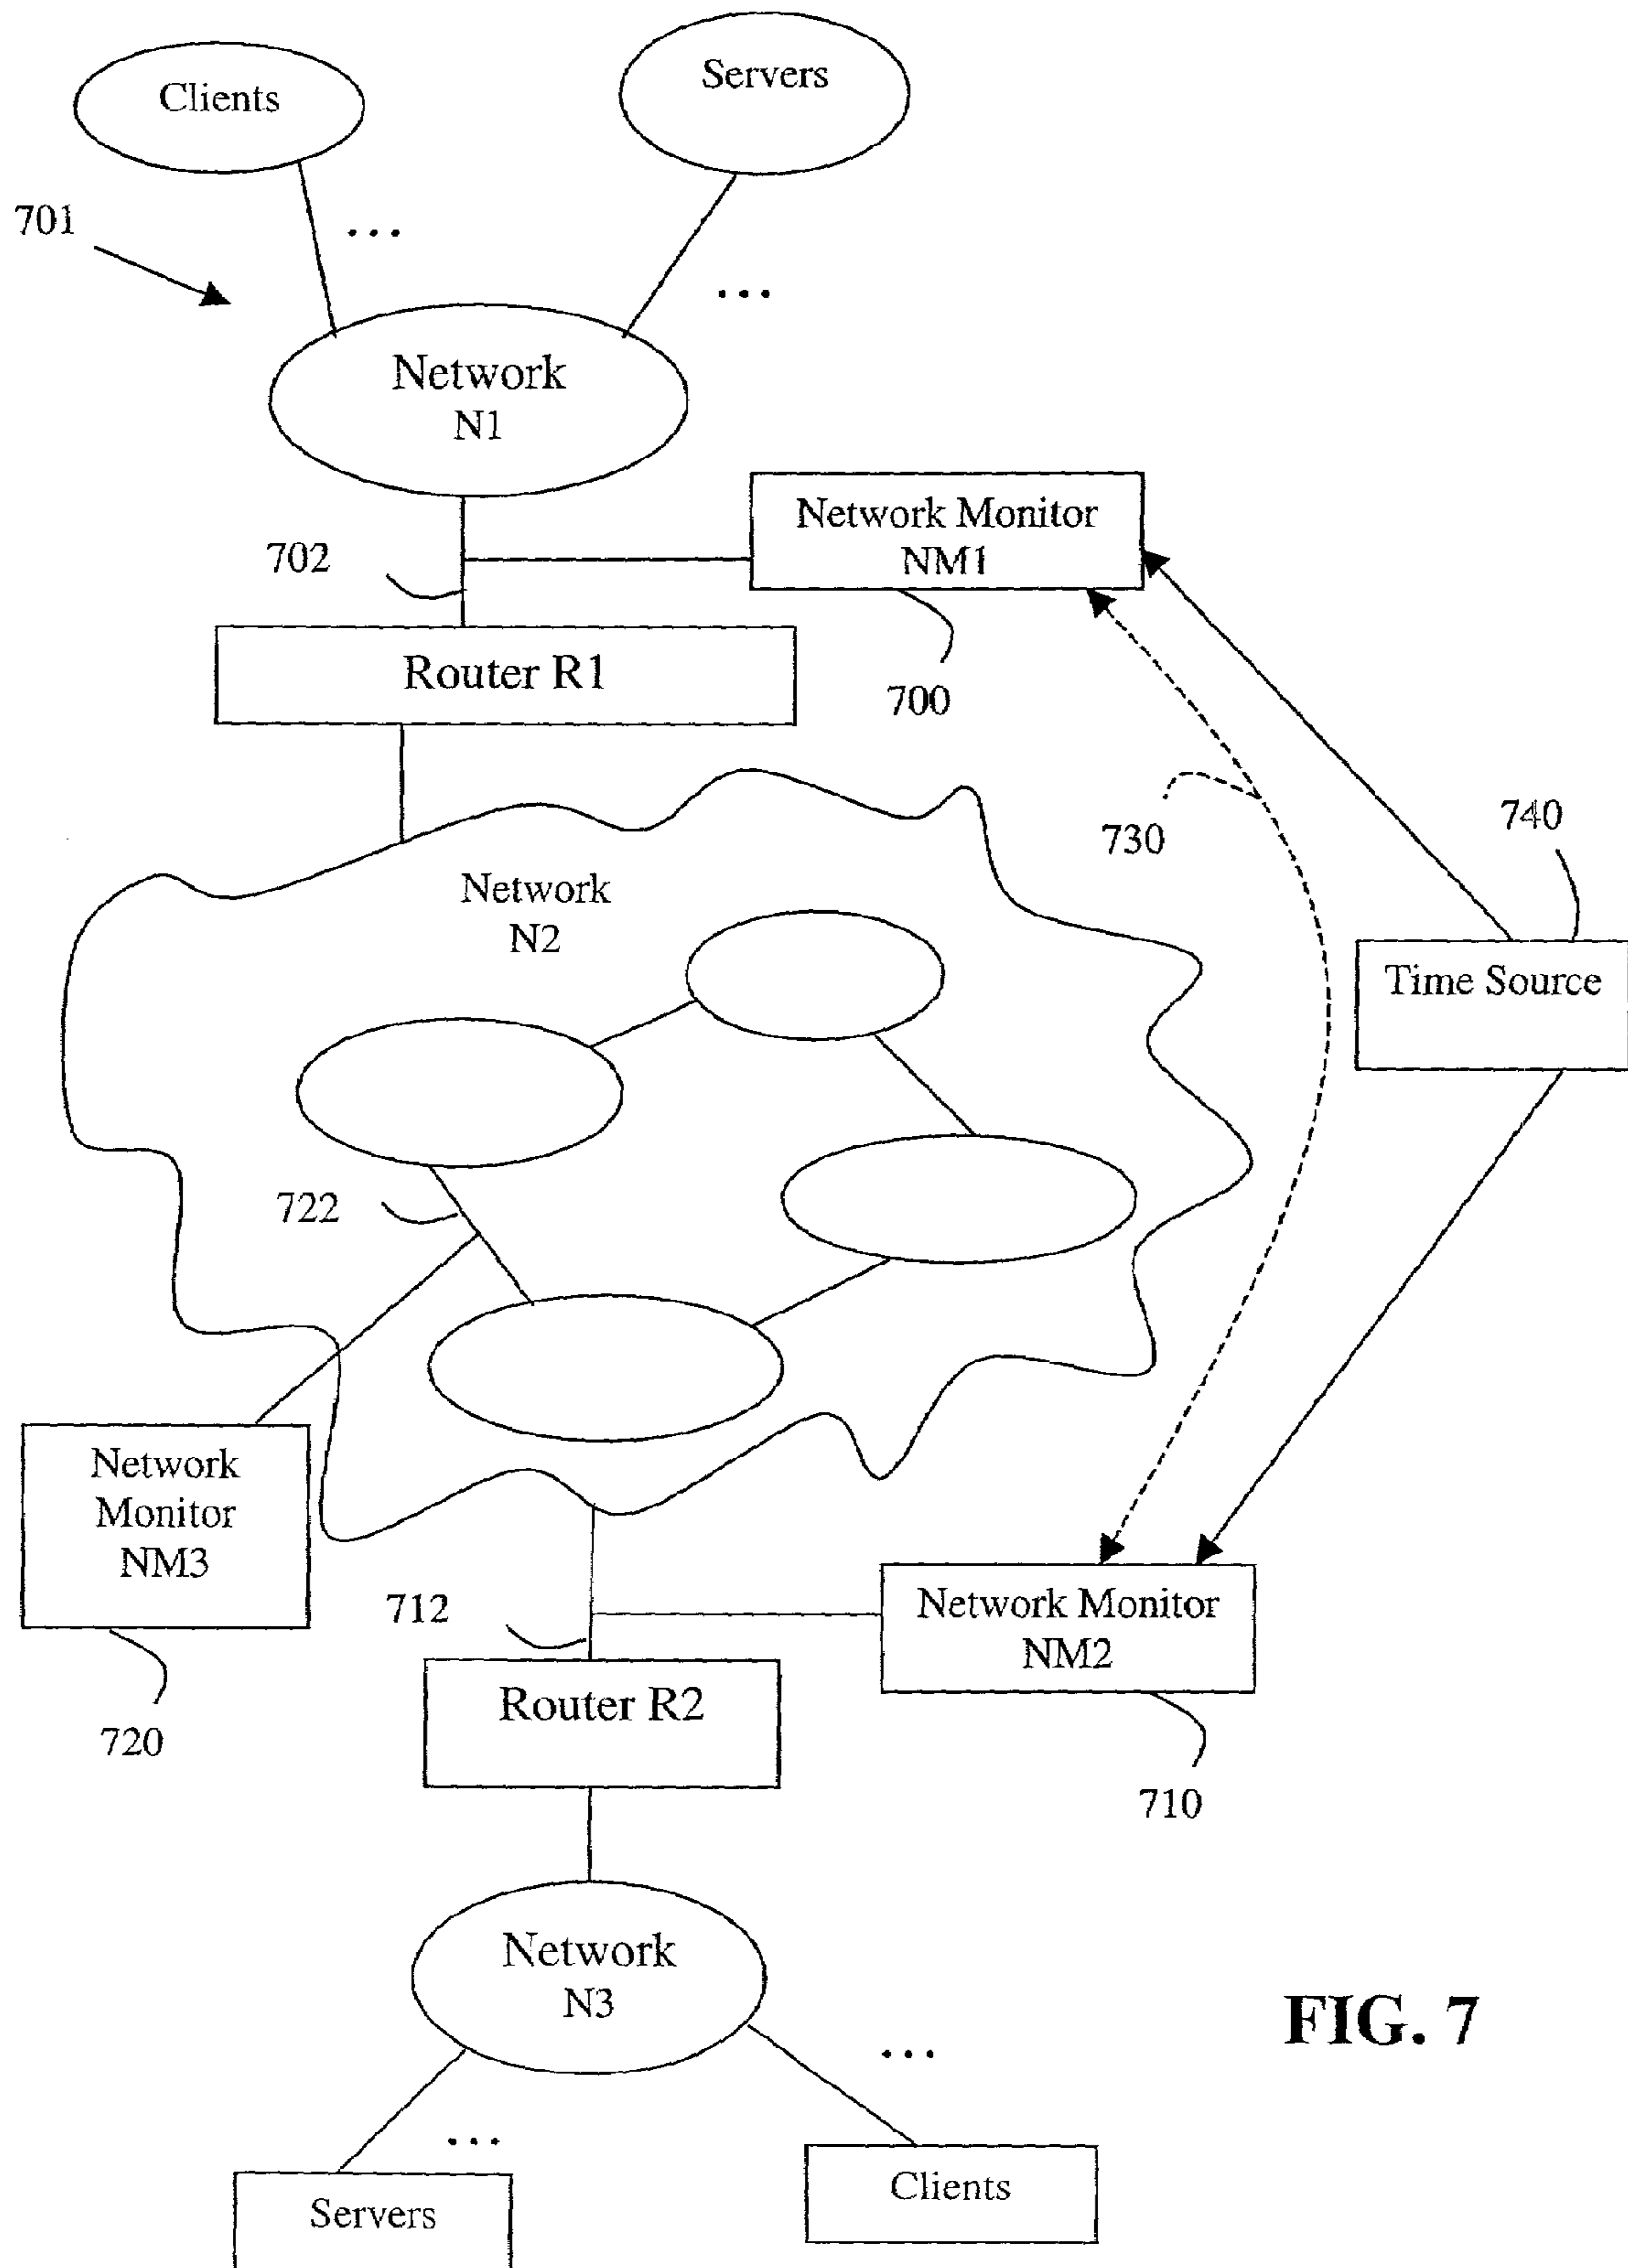 Clients
Servers
701
...
...
Network
N1
Network Monitor
NM1
702
Router R1
700
730
740
Network
N2
Time Source
722
Network
Monitor
NM3
712
Network Monitor
NM2
Router R2
720
710
Network
N3
FIG. 7
...
...
Clients
Servers